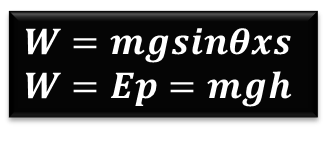 W = mgsinθxs
W = Ep = mgh